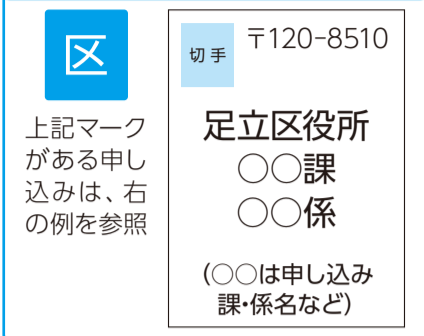 区
上記マーク
がある申し
込みは、右
の例を参照
切手
〒120-8510
足立区役所
○○課
○○係
(○○は申し込み
課・係名など)